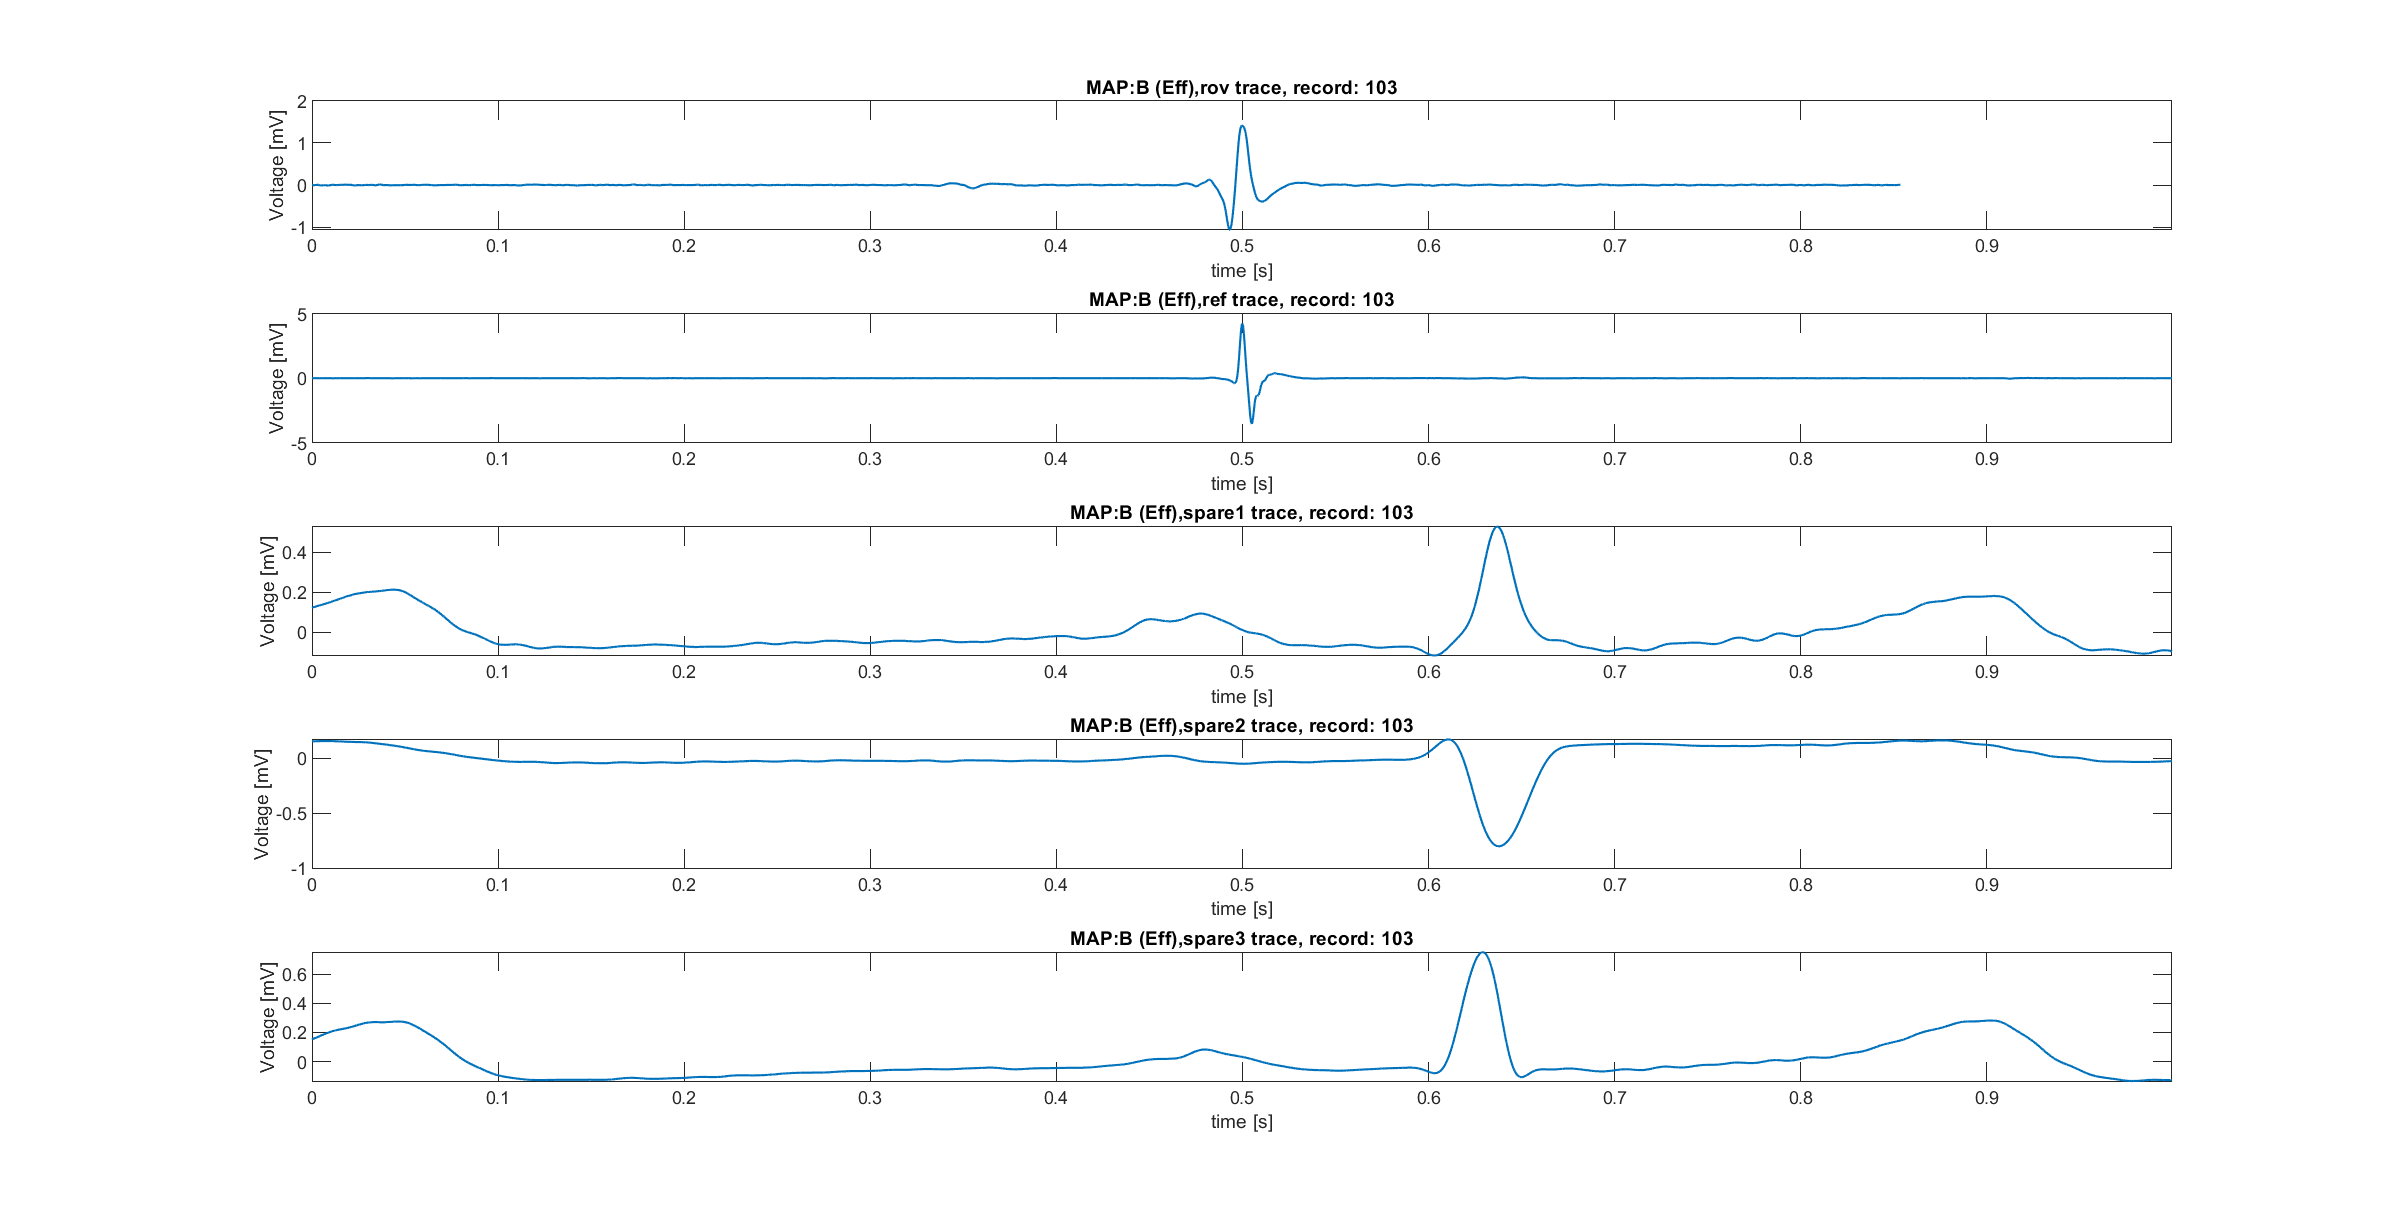 MAP:B (Eff),rov trace, record: 103
Voltage [mV]
2
1
0
-1
0 0.1 0.2 0.3 0.4 0.5 0.6 0.7 0.8 0.9
time [s]
MAP:B (Eff),ref trace, record: 103
Voltage [mV]
5
0
-5
0 0.1 0.2 0.3 0.4 0.5 0.6 0.7 0.8 0.9
time [s]
MAP:B (Eff),spare1 trace, record: 103
Voltage [mV]
0.4
0.2
0
0 0.1 0.2 0.3 0.4 0.5 0.6 0.7 0.8 0.9
time [s]
MAP:B (Eff),spare2 trace, record: 103
Voltage [mV]
0
-0.5
-1
0 0.1 0.2 0.3 0.4 0.5 0.6 0.7 0.8 0.9
time [s]
MAP:B (Eff),spare3 trace, record: 103
Voltage [mV]
0.6
0.4
0.2
0
0 0.1 0.2 0.3 0.4 0.5 0.6 0.7 0.8 0.9
time [s]